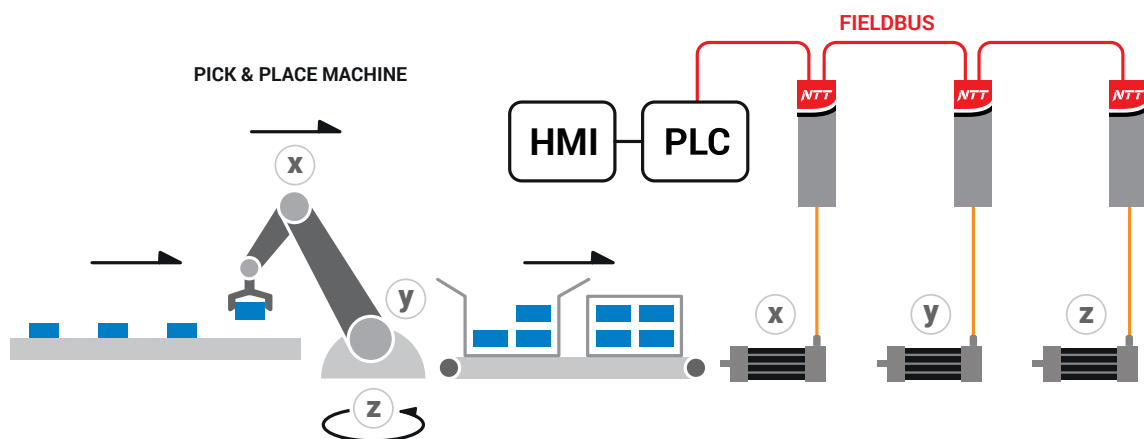 FIELDBUS
PICK & PLACE MACHINE
NTT
NTT
NTT
HMI
PLC
x
y
z
x
y
z